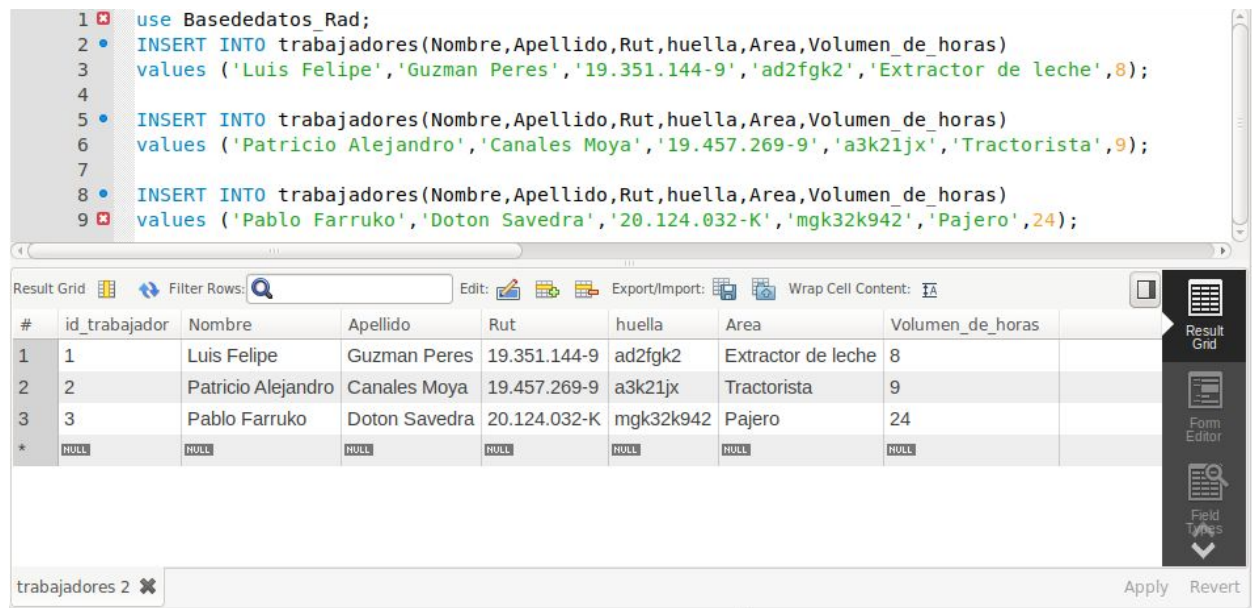 1 use Basededatos_Rad;
2 INSERT INTO trabajadores(Nombre,Apellido,Rut,huella,Area,Volumen_de_horas)
3 values ('Luis Felipe','Guzman Peres','19.351.144-9','ad2fgk2','Extractor de leche',8);
4
5 INSERT INTO trabajadores(Nombre,Apellido,Rut,huella,Area,Volumen_de_horas)
6 values ('Patricio Alejandro','Canales Moya','19.457.269-9','a3k21jx','Tractorista',9);
7
8 INSERT INTO trabajadores(Nombre,Apellido,Rut,huella,Area,Volumen_de_horas)
9 values ('Pablo Farruko','Doton Savedra','20.124.032-K','mgk32k942','Pajero',24);
Result Grid Filter Rows: Edit: Export/Import: Wrap Cell Content:
# id_trabajador Nombre Apellido Rut huella Area Volumen_de_horas
1 1 Luis Felipe Guzman Peres 19.351.144-9 ad2fgk2 Extractor de leche 8
2 2 Patricio Alejandro Canales Moya 19.457.269-9 a3k21jx Tractorista 9
3 3 Pablo Farruko Doton Savedra 20.124.032-K mgk32k942 Pajero 24
* NULL NULL NULL NULL NULL NULL NULL
Result
Grid
Form
Editor
Field
Types
trabajadores 2 Apply Revert